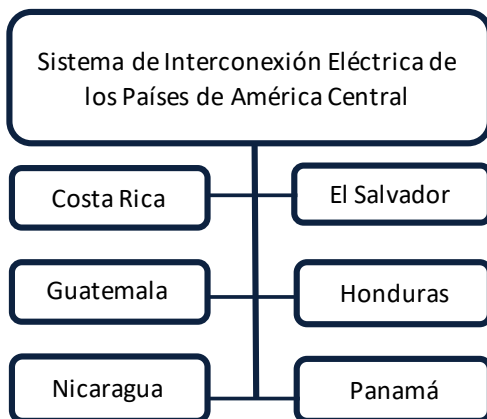 Sistema de Interconexión Eléctrica de
los Países de América Central
Costa Rica
El Salvador
Guatemala
Honduras
Nicaragua
Panamá